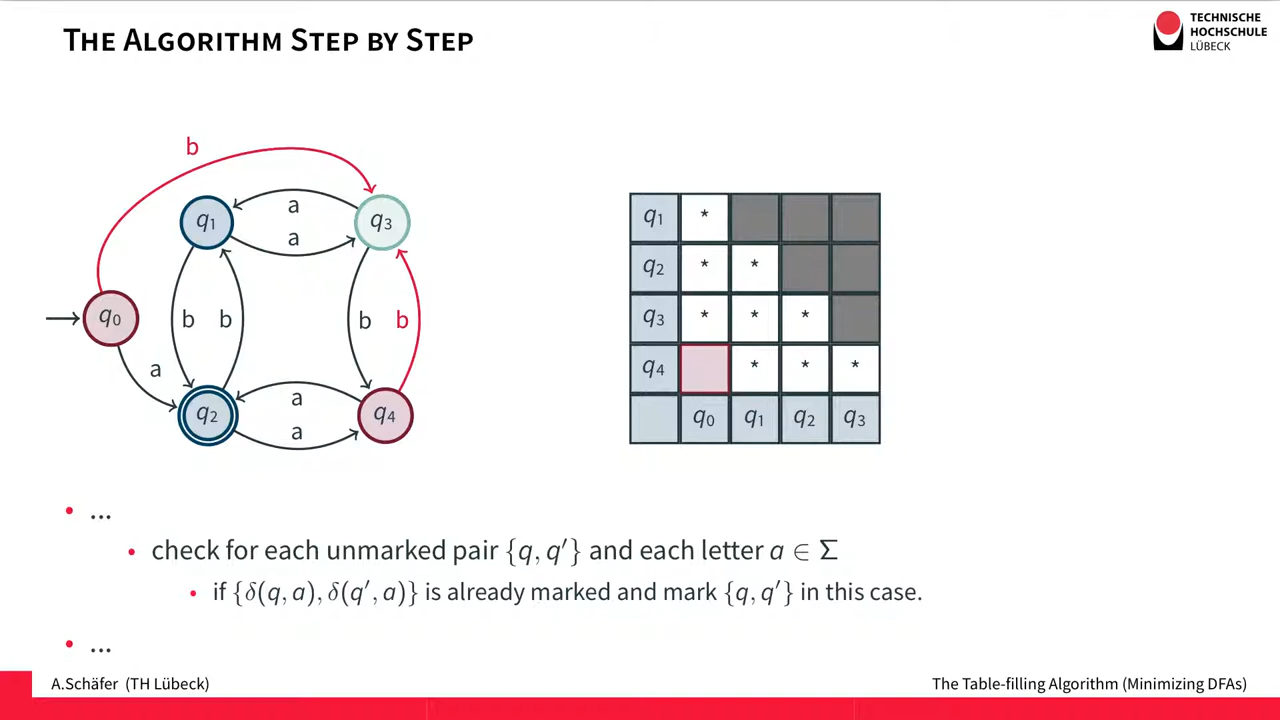 THE ALGORITHM STEP BY STEP
TECHNISCHE
HOCHSCHULE
LÜBECK
b
q1 a q3
a
q0 b b b b
a
q2 a q4
a
q1 *
q2 * *
q3 * * *
q4 * * *
q0 q1 q2 q3
• ...
• check for each unmarked pair {q, q′} and each letter a ∈ Σ
• if {δ(q, a), δ(q′, a)} is already marked and mark {q, q′} in this case.
• ...
A.Schäfer (TH Lübeck)
The Table-filling Algorithm (Minimizing DFAs)